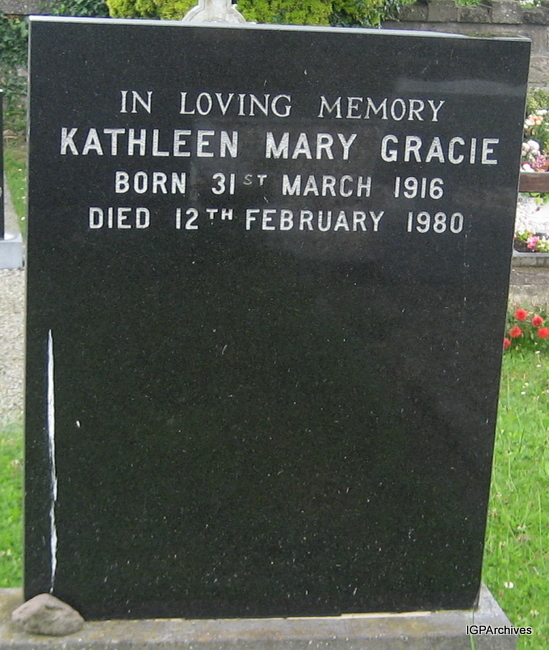 IN LOVING MEMORY
KATHLEEN MARY GRACIE
BORN 31ST MARCH 1916
DIED 12TH FEBRUARY 1980
IGPArchives